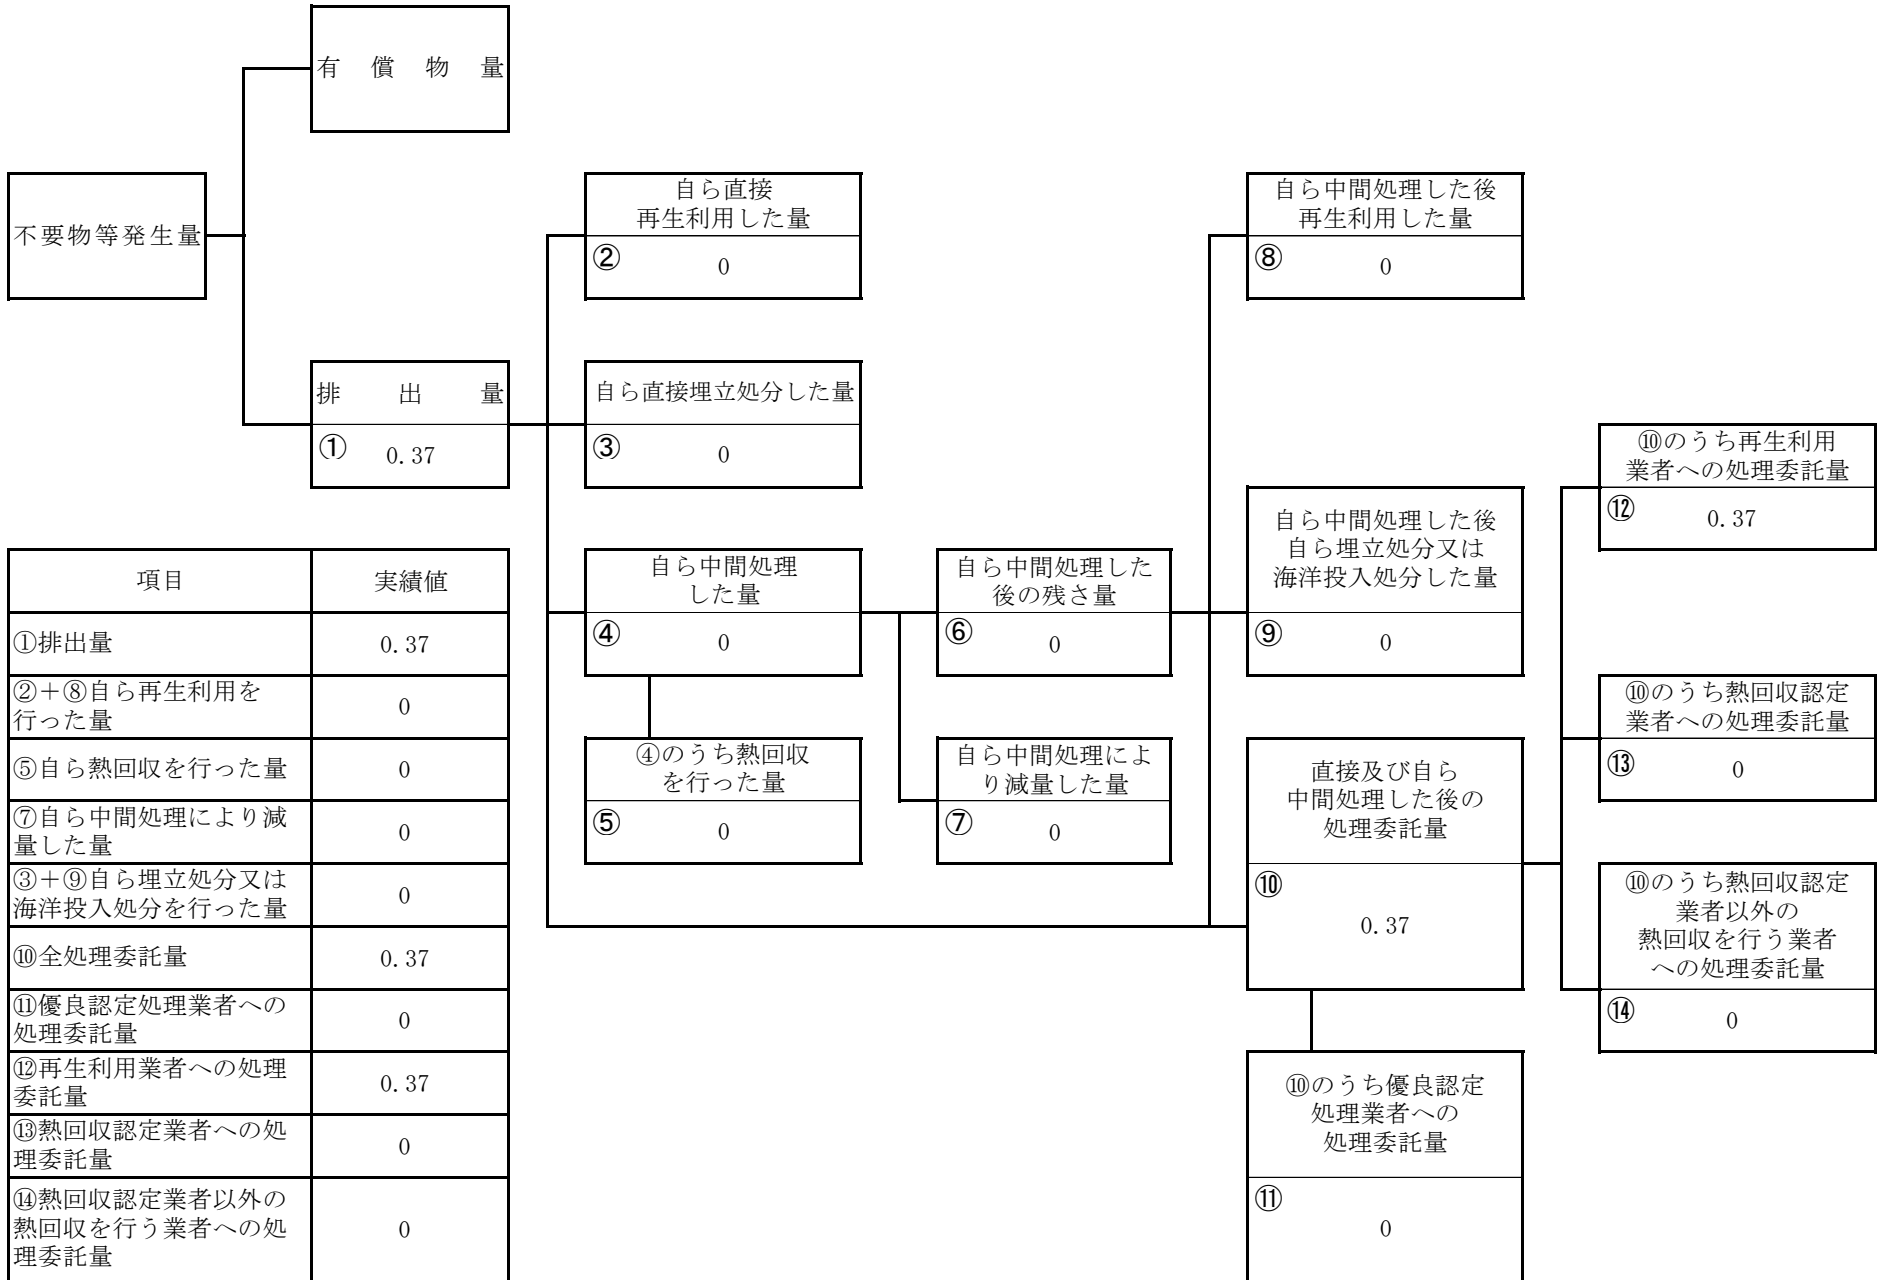 有償物量
不要物等発生量
排出量
① 0.37
自ら直接
再生利用した量
② 0
自ら直接埋立処分した量
③ 0
自ら中間処理
した量
④ 0
④のうち熱回収
を行った量
⑤ 0
自ら中間処理した
後の残さ量
⑥ 0
自ら中間処理によ
り減量した量
⑦ 0
自ら中間処理した後
再生利用した量
⑧ 0
自ら中間処理した後
自ら埋立処分又は
海洋投入処分した量
⑨ 0
直接及び自ら
中間処理した後の
処理委託量
⑩
0.37
⑩のうち優良認定
処理業者への
処理委託量
⑪
0
⑩のうち再生利用
業者への処理委託量
⑫ 0.37
⑩のうち熱回収認定
業者への処理委託量
⑬ 0
⑩のうち熱回収認定
業者以外の
熱回収を行う業者
への処理委託量
⑭ 0
項目 実績値
①排出量 0.37
②+⑧自ら再生利用を
行った量 0
⑤自ら熱回収を行った量 0
⑦自ら中間処理により減
量した量 0
③+⑨自ら埋立処分又は
海洋投入処分を行った量 0
⑩全処理委託量 0.37
⑪優良認定処理業者への
処理委託量 0
⑫再生利用業者への処理
委託量 0.37
⑬熱回収認定業者への処
理委託量 0
⑭熱回収認定業者以外の
熱回収を行う業者への処 0
理委託量